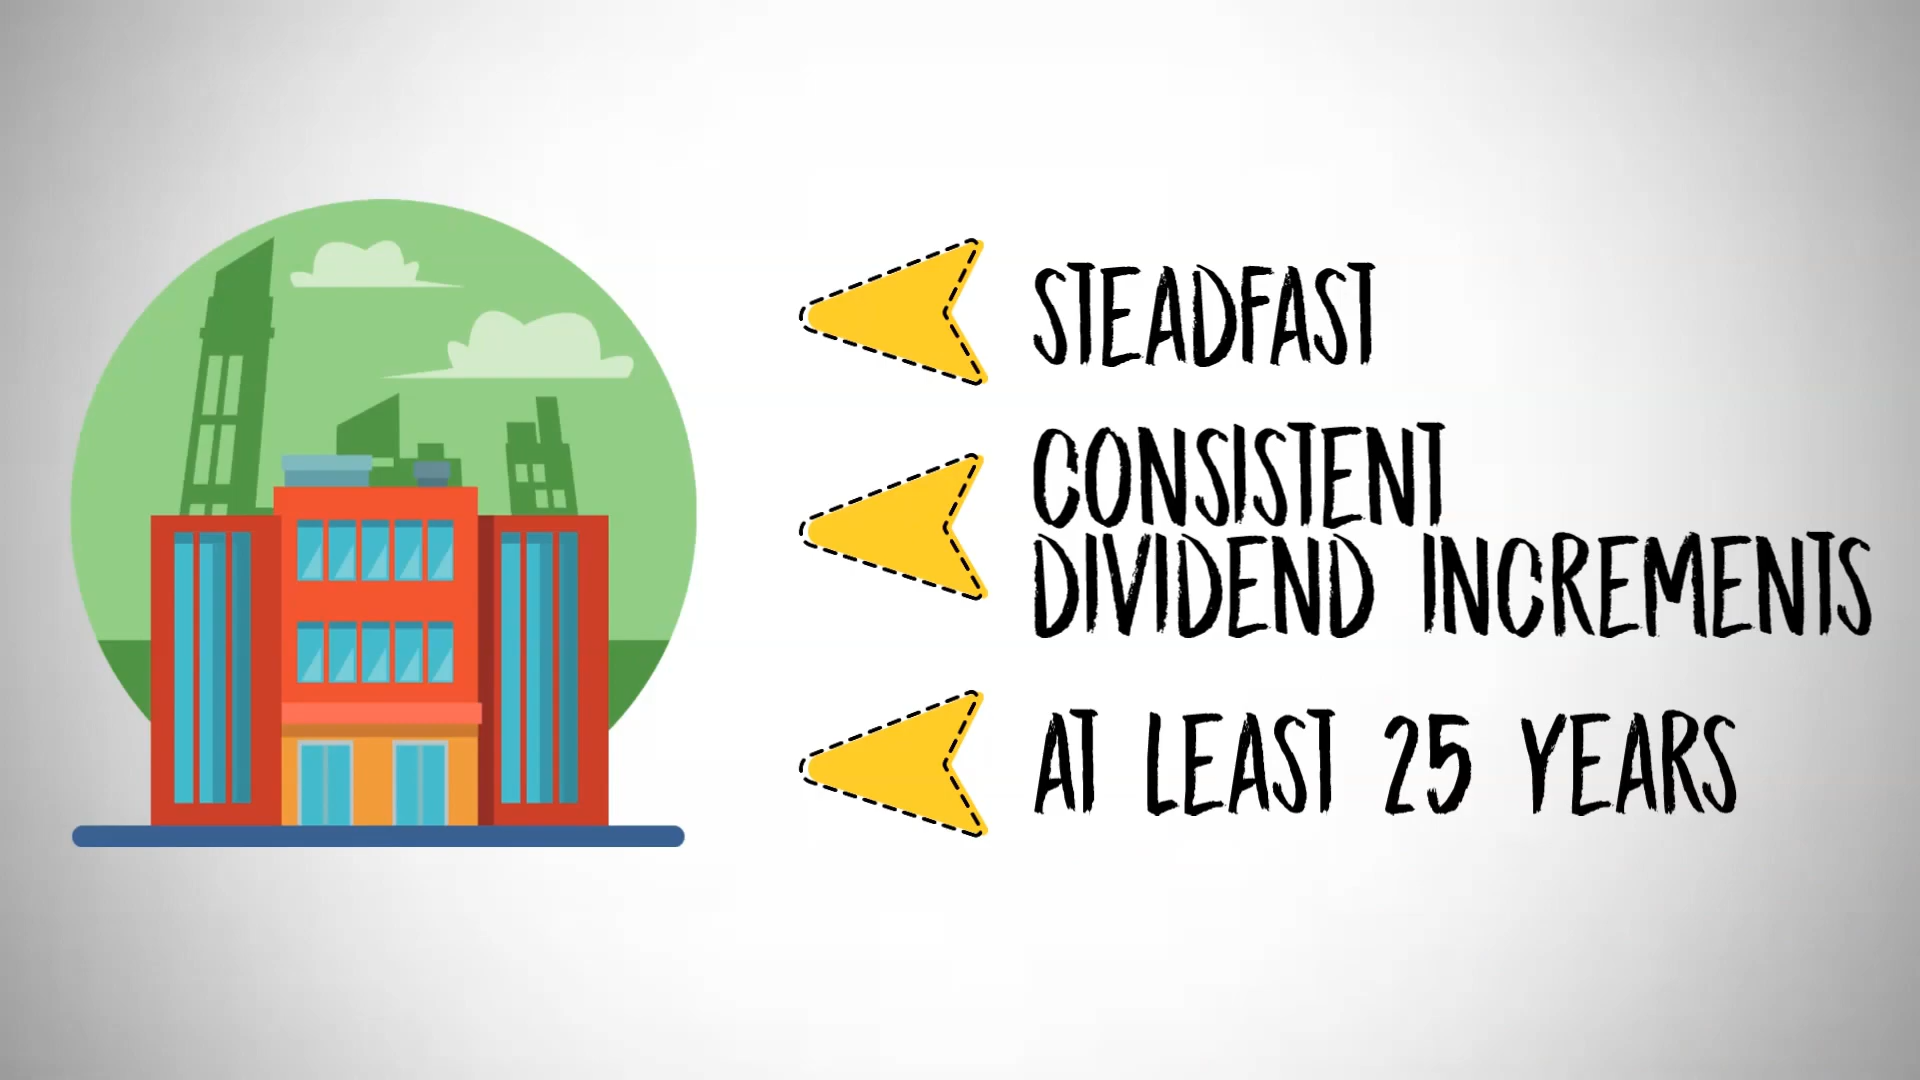 STEADFAST
CONSISTENT
DIVIDEND INCREMENTS
AT LEAST 25 YEARS